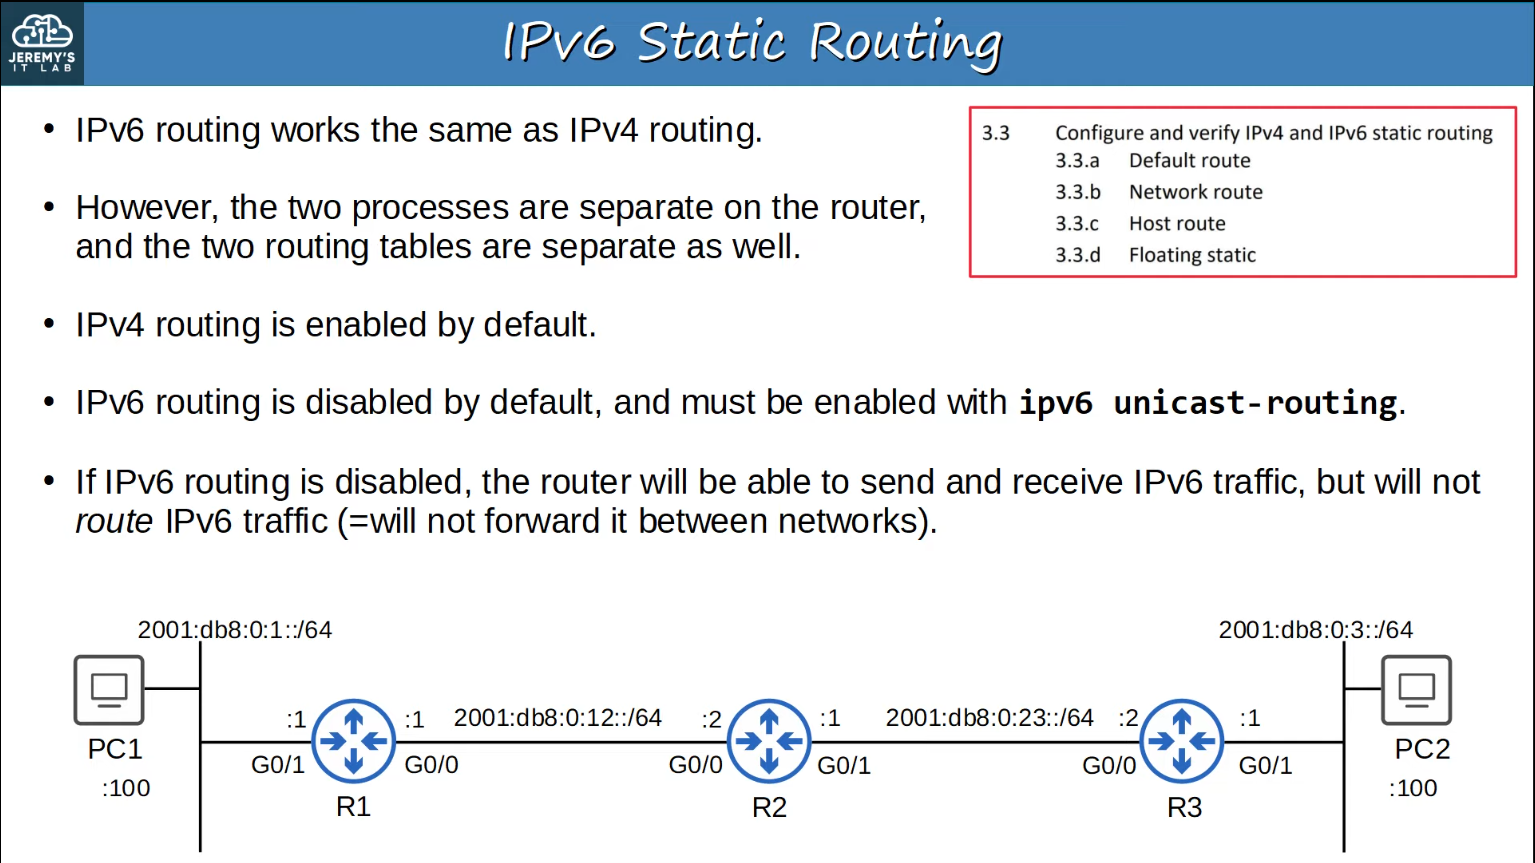 JEREMY'S
IT LAB
IPv6 Static Routing
• IPv6 routing works the same as IPv4 routing.
• However, the two processes are separate on the router,
and the two routing tables are separate as well.
• IPv4 routing is enabled by default.
• IPv6 routing is disabled by default, and must be enabled with ipv6 unicast-routing.
• If IPv6 routing is disabled, the router will be able to send and receive IPv6 traffic, but will not
route IPv6 traffic (=will not forward it between networks).
3.3 Configure and verify IPv4 and IPv6 static routing
3.3.a Default route
3.3.b Network route
3.3.c Host route
3.3.d Floating static
2001:db8:0:1::/64
2001:db8:0:3::/64
:1
:1
2001:db8:0:12::/64
:2
:1
2001:db8:0:23::/64
:2
:1
PC1
G0/1
G0/0
G0/0
G0/1
G0/0
G0/1
PC2
:100
:100
R1
R2
R3